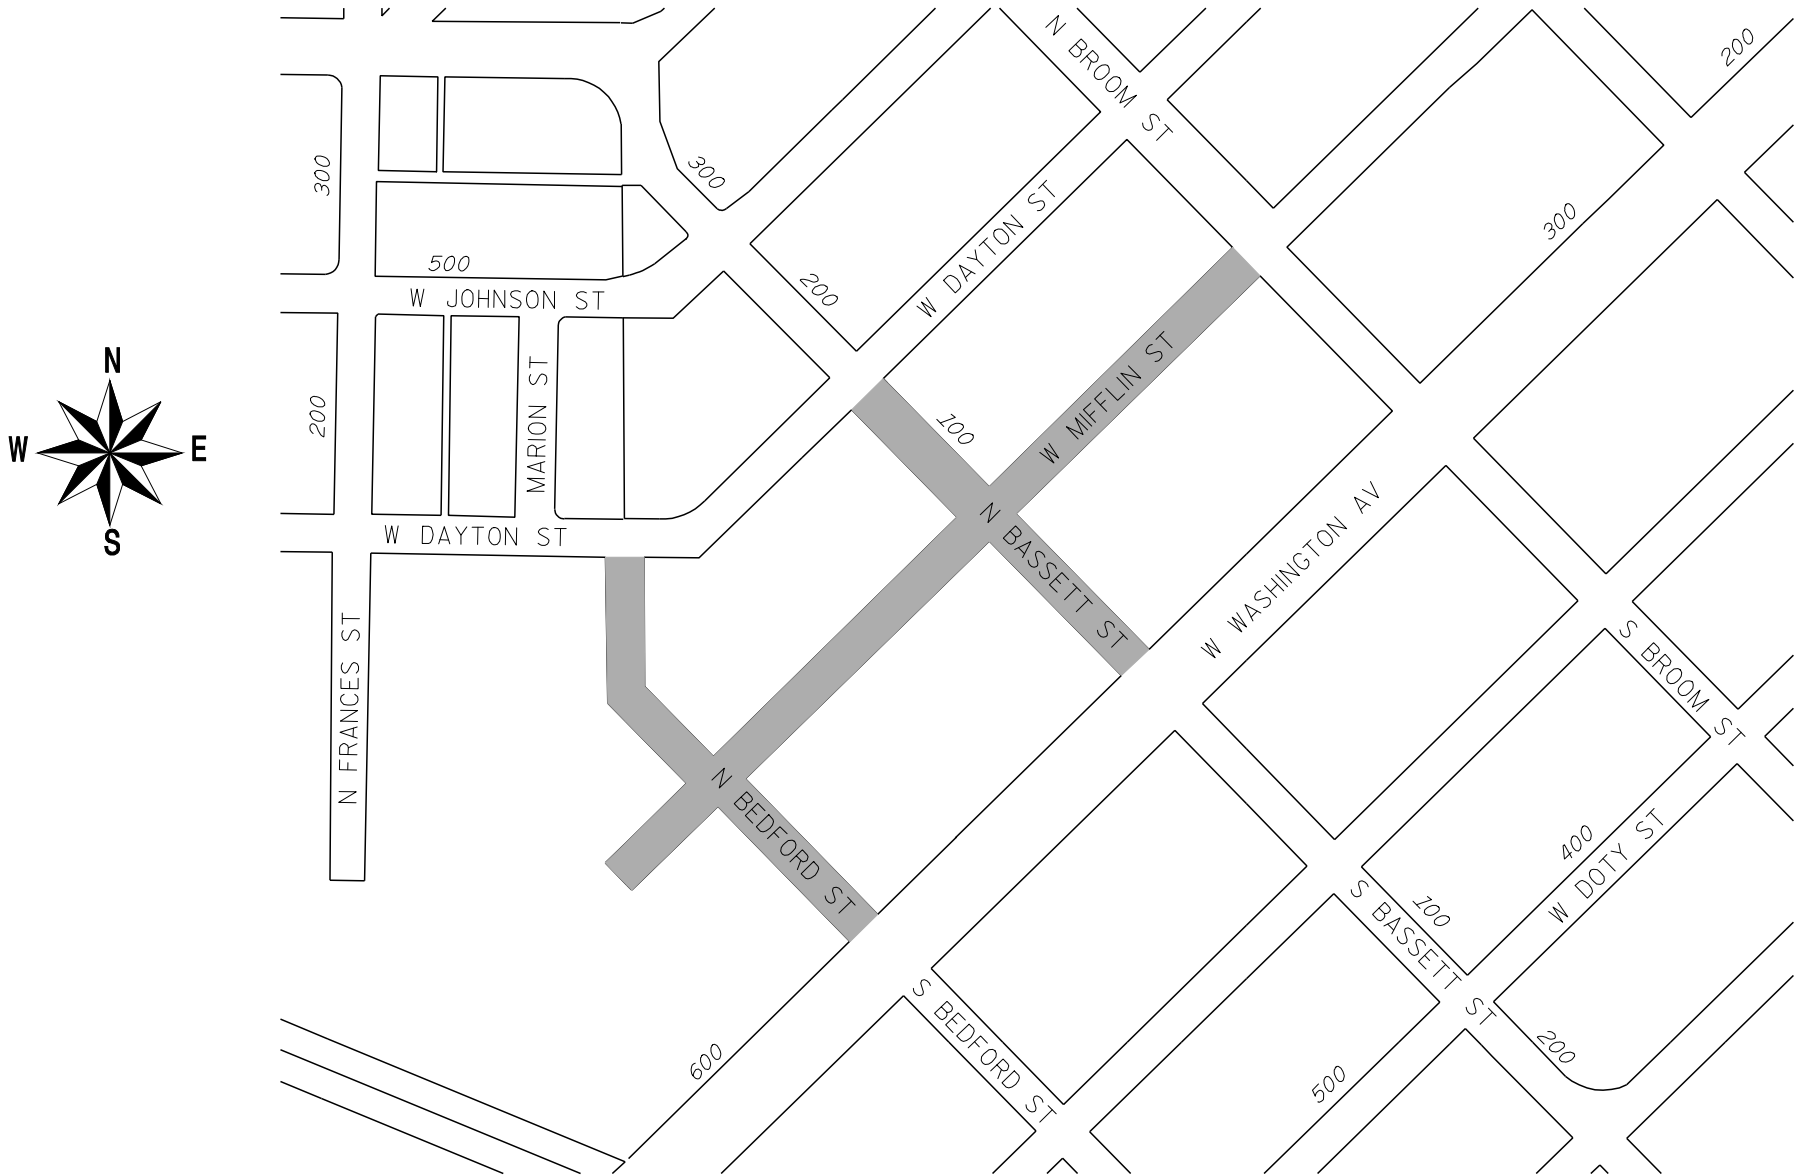 N BROOM ST
200
300
300
300
W DAYTON ST
500
W JOHNSON ST
200
N
W E
S
200
MARION ST
W MIFFLIN ST
100
W DAYTON ST
N BASSETT ST
W WASHINGTON AV
N FRANCES ST
S BROOM ST
N BEDFORD ST
400
W DOTY ST
S BASSETT ST
100
S BEDFORD ST
600
500
200